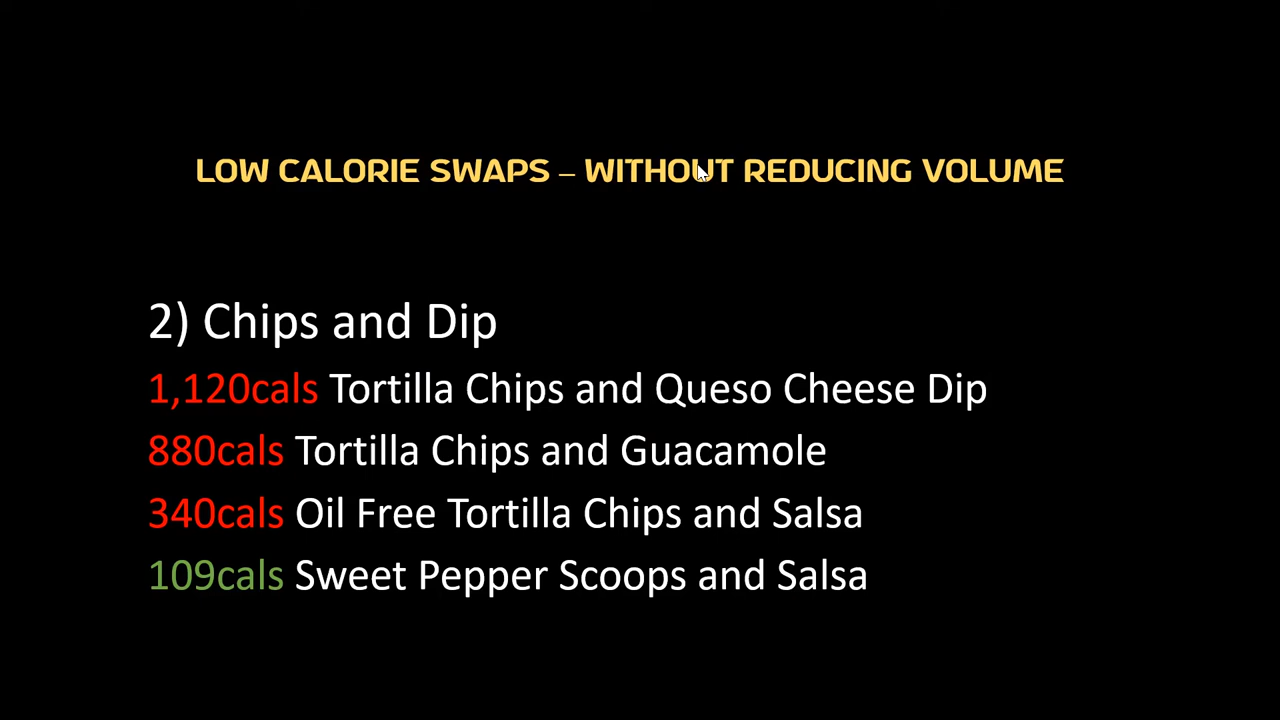 LOW CALORIE SWAPS – WITHOUT REDUCING VOLUME
2) Chips and Dip
1,120cals Tortilla Chips and Queso Cheese Dip
880cals Tortilla Chips and Guacamole
340cals Oil Free Tortilla Chips and Salsa
109cals Sweet Pepper Scoops and Salsa